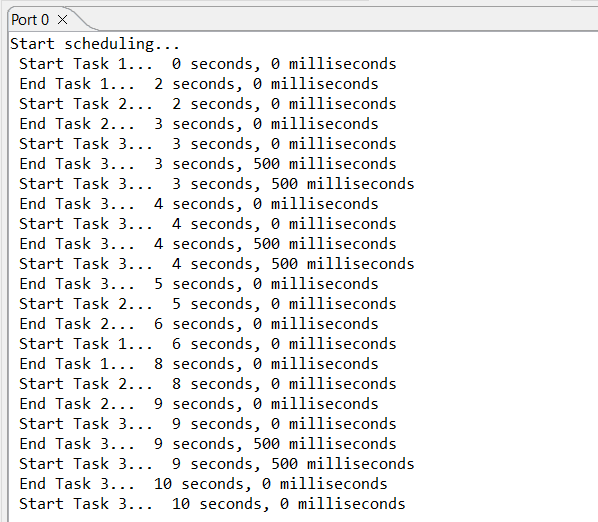 Port 0
Start scheduling...
Start Task 1...  0 seconds, 0 milliseconds
End Task 1...  2 seconds, 0 milliseconds
Start Task 2...  2 seconds, 0 milliseconds
End Task 2...  3 seconds, 0 milliseconds
Start Task 3...  3 seconds, 0 milliseconds
End Task 3...  3 seconds, 500 milliseconds
Start Task 3...  3 seconds, 500 milliseconds
End Task 3...  4 seconds, 0 milliseconds
Start Task 3...  4 seconds, 0 milliseconds
End Task 3...  4 seconds, 500 milliseconds
Start Task 3...  4 seconds, 500 milliseconds
End Task 3...  5 seconds, 0 milliseconds
Start Task 2...  5 seconds, 0 milliseconds
End Task 2...  6 seconds, 0 milliseconds
Start Task 1...  6 seconds, 0 milliseconds
End Task 1...  8 seconds, 0 milliseconds
Start Task 2...  8 seconds, 0 milliseconds
End Task 2...  9 seconds, 0 milliseconds
Start Task 3...  9 seconds, 0 milliseconds
End Task 3...  9 seconds, 500 milliseconds
Start Task 3...  9 seconds, 500 milliseconds
End Task 3...  10 seconds, 0 milliseconds
Start Task 3...  10 seconds, 0 milliseconds